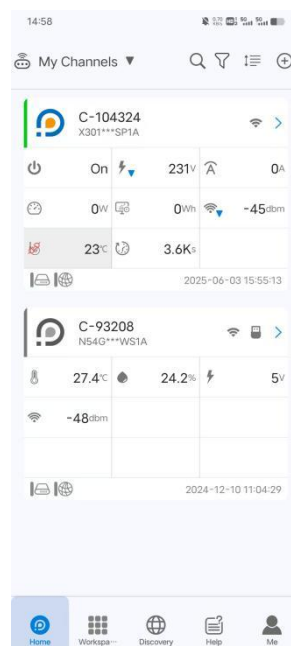 14:58
My Channels ▼
C-104324
X301***SP1A
On 231V 0A
0W 0Wh -45dbm
23℃ 3.6Ks
2025-06-03 15:55:13
C-93208
N54G***WS1A
27.4℃ 24.2% 5V
-48dbm
2024-12-10 11:04:29
Home Workspa··· Discovery Help Me